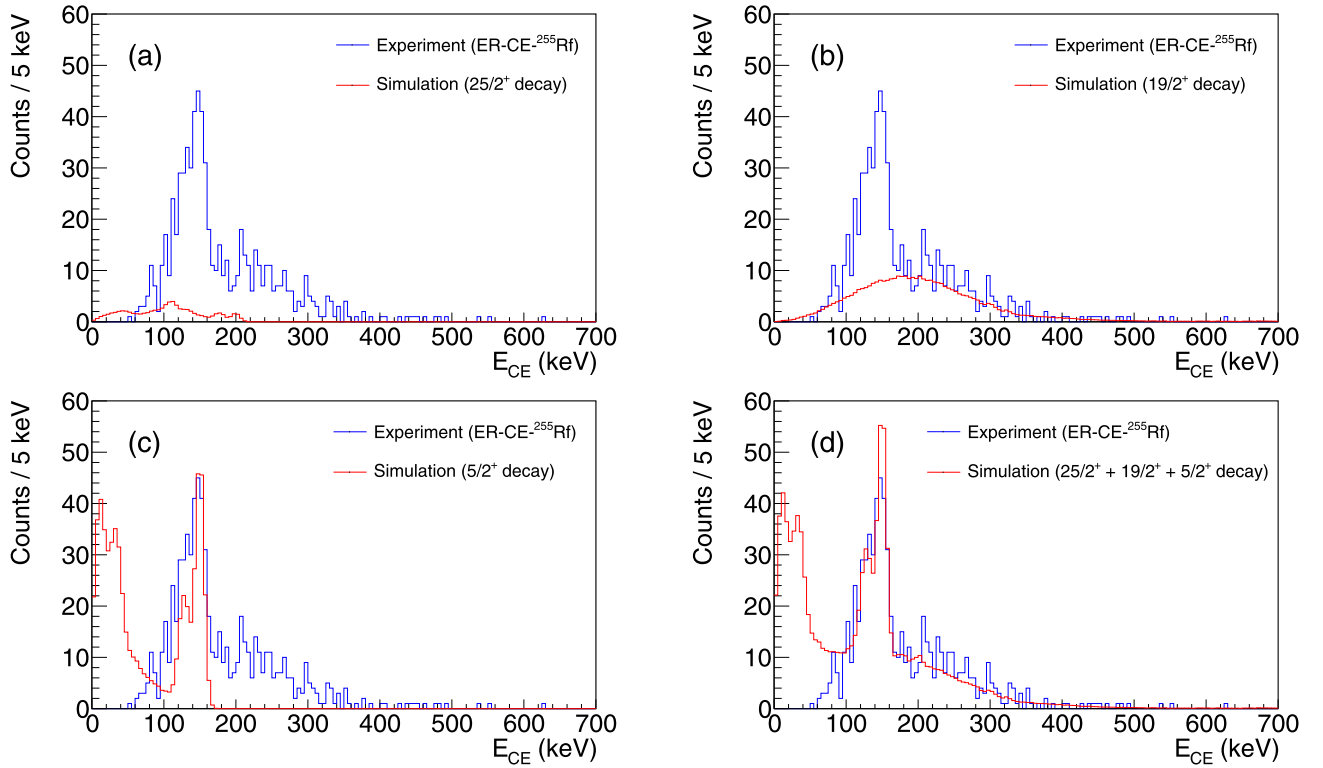 (a)
Counts / 5 keV
Experiment (ER-CE-²⁵⁵Rf)
Simulation (25/2⁺ decay)
60
50
40
30
20
10
0
0 100 200 300 400 500 600 700
E_CE (keV)
(b)
Counts / 5 keV
Experiment (ER-CE-²⁵⁵Rf)
Simulation (19/2⁺ decay)
60
50
40
30
20
10
0
0 100 200 300 400 500 600 700
E_CE (keV)
(c)
Counts / 5 keV
Experiment (ER-CE-²⁵⁵Rf)
Simulation (5/2⁺ decay)
60
50
40
30
20
10
0
0 100 200 300 400 500 600 700
E_CE (keV)
(d)
Counts / 5 keV
Experiment (ER-CE-²⁵⁵Rf)
Simulation (25/2⁺ + 19/2⁺ + 5/2⁺ decay)
60
50
40
30
20
10
0
0 100 200 300 400 500 600 700
E_CE (keV)